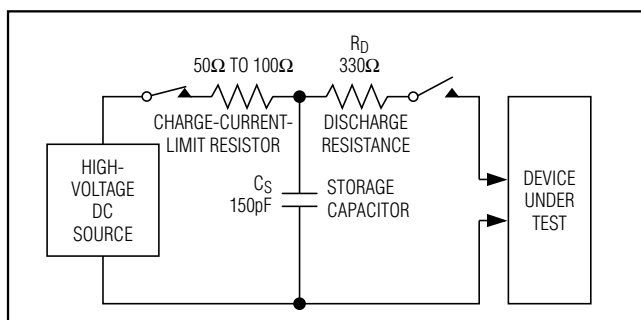 50Ω TO 100Ω
CHARGE-CURRENT-
LIMIT RESISTOR
RD
330Ω
DISCHARGE
RESISTANCE
HIGH-
VOLTAGE
DC
SOURCE
CS
150pF
STORAGE
CAPACITOR
DEVICE
UNDER
TEST